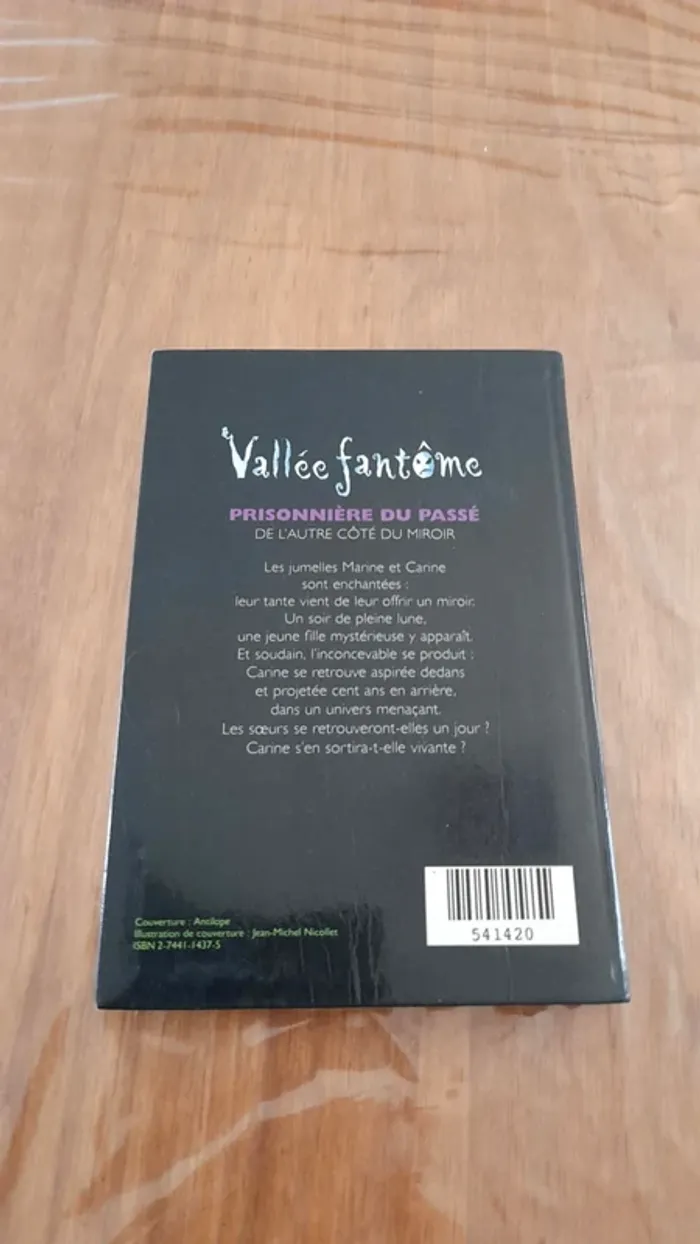 Vallée fantôme
PRISONNIÈRE DU PASSÉ
DE L'AUTRE CÔTÉ DU MIROIR
Les jumelles Marine et Carine
sont enchantées :
leur tante vient de leur offrir un miroir.
Un soir de pleine lune,
une jeune fille mystérieuse y apparaît.
Et soudain, l'inconcevable se produit :
Carine se retrouve aspirée dedans
et projetée cent ans en arrière,
dans un univers menaçant.
Les sœurs se retrouveront-elles un jour ?
Carine s'en sortira-t-elle vivante ?
Couverture : Antilope
Illustration de couverture : Jean-Michel Nicollet
ISBN 2-7441-1437-5
541420